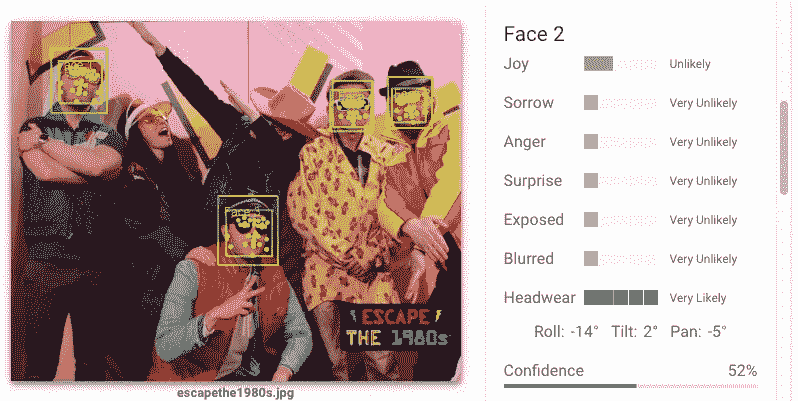 Face 2
Joy Unlikely
Sorrow Very Unlikely
Anger Very Unlikely
Surprise Very Unlikely
Exposed Very Unlikely
Blurred Very Unlikely
Headwear Very Likely
Roll: -14° Tilt: 2° Pan: -5°
Confidence 52%
ESCAPE
THE 1980s
escapethe1980s.jpg